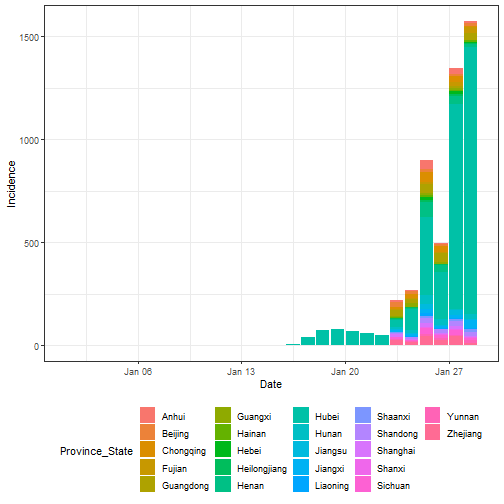 1500
1000
500
0
Incidence
Jan 06 Jan 13 Jan 20 Jan 27
Date
Province_State
Anhui Guangxi Hubei Shaanxi Yunnan
Beijing Hainan Hunan Shandong Zhejiang
Chongqing Hebei Jiangsu Shanghai
Fujian Heilongjiang Jiangxi Shanxi
Guangdong Henan Liaoning Sichuan